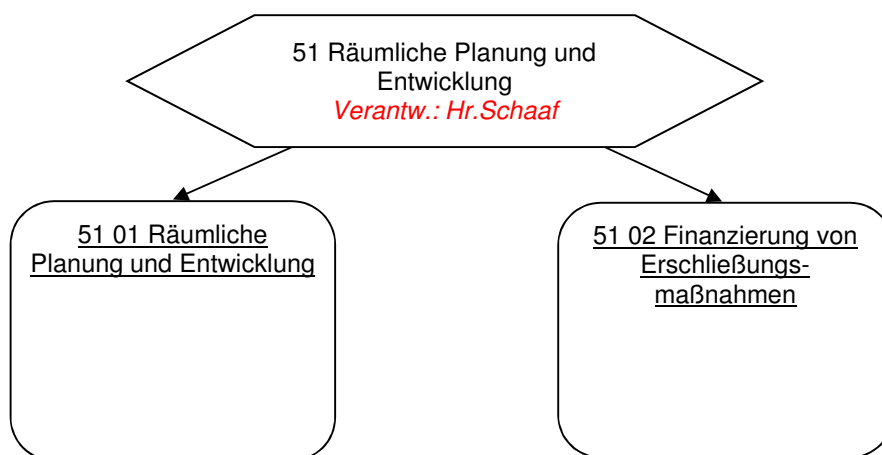 51 Räumliche Planung und
Entwicklung
Verantw.: Hr.Schaaf
51 01 Räumliche
Planung und Entwicklung
51 02 Finanzierung von
Erschließungs-
maßnahmen